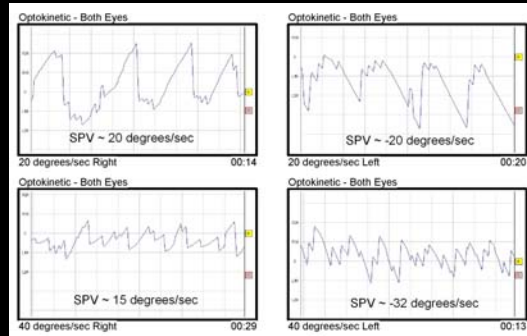 Optokinetic - Both Eyes
SPV ~ 20 degrees/sec
20 degrees/sec Right 00:14
Optokinetic - Both Eyes
SPV ~ -20 degrees/sec
20 degrees/sec Left 00:20
Optokinetic - Both Eyes
SPV ~ 15 degrees/sec
40 degrees/sec Right 00:29
Optokinetic - Both Eyes
SPV ~ -32 degrees/sec
40 degrees/sec Left 00:13